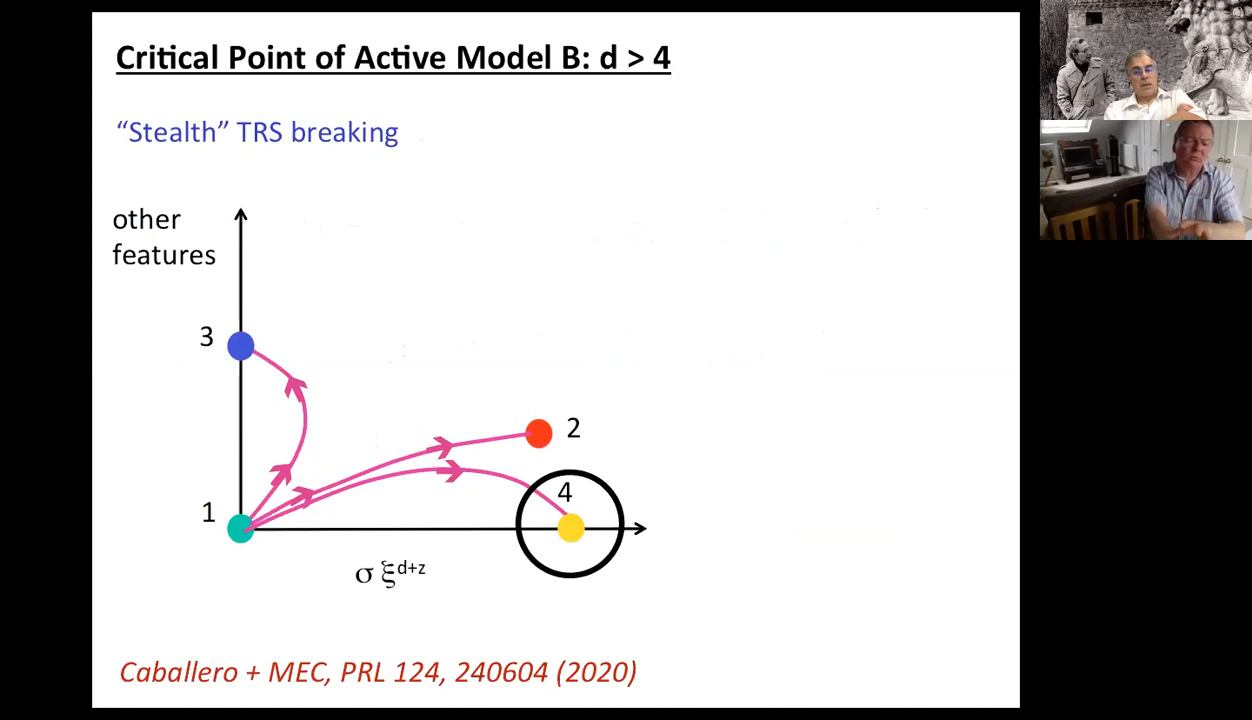 Critical Point of Active Model B: d > 4
“Stealth” TRS breaking
other
features
3
2
4
1
σ ξ^{d+z}
Caballero + MEC, PRL 124, 240604 (2020)